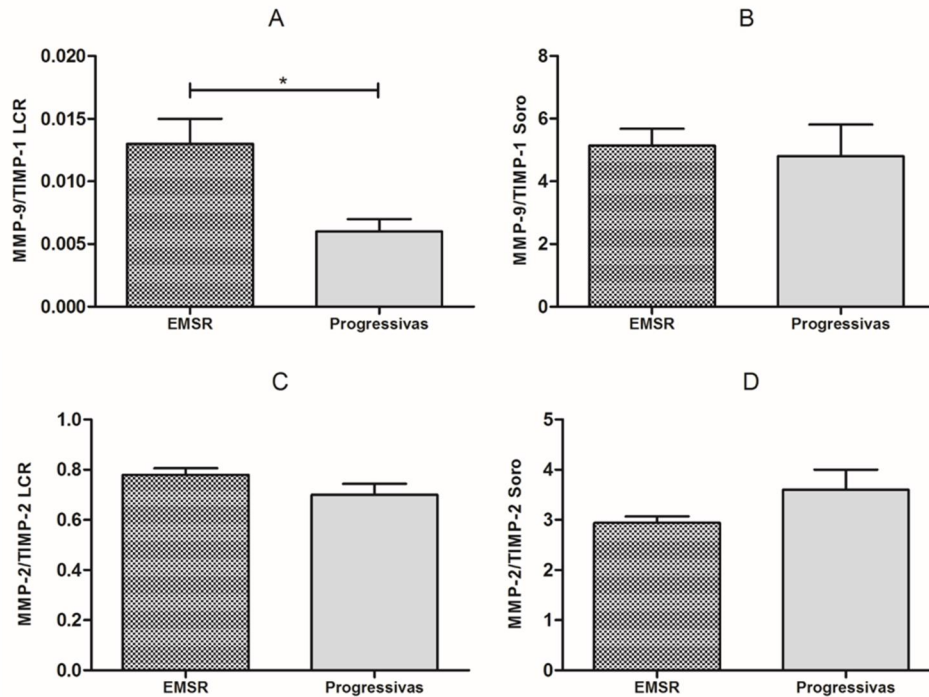 A
MMP-9/TIMP-1 LCR
0.020
0.015
0.010
0.005
0.000
*
EMSR
Progressivas
B
MMP-9/TIMP-1 Soro
8
6
4
2
0
EMSR
Progressivas
C
MMP-2/TIMP-2 LCR
1.0
0.8
0.6
0.4
0.2
0.0
EMSR
Progressivas
D
MMP-2/TIMP-2 Soro
5
4
3
2
1
0
EMSR
Progressivas